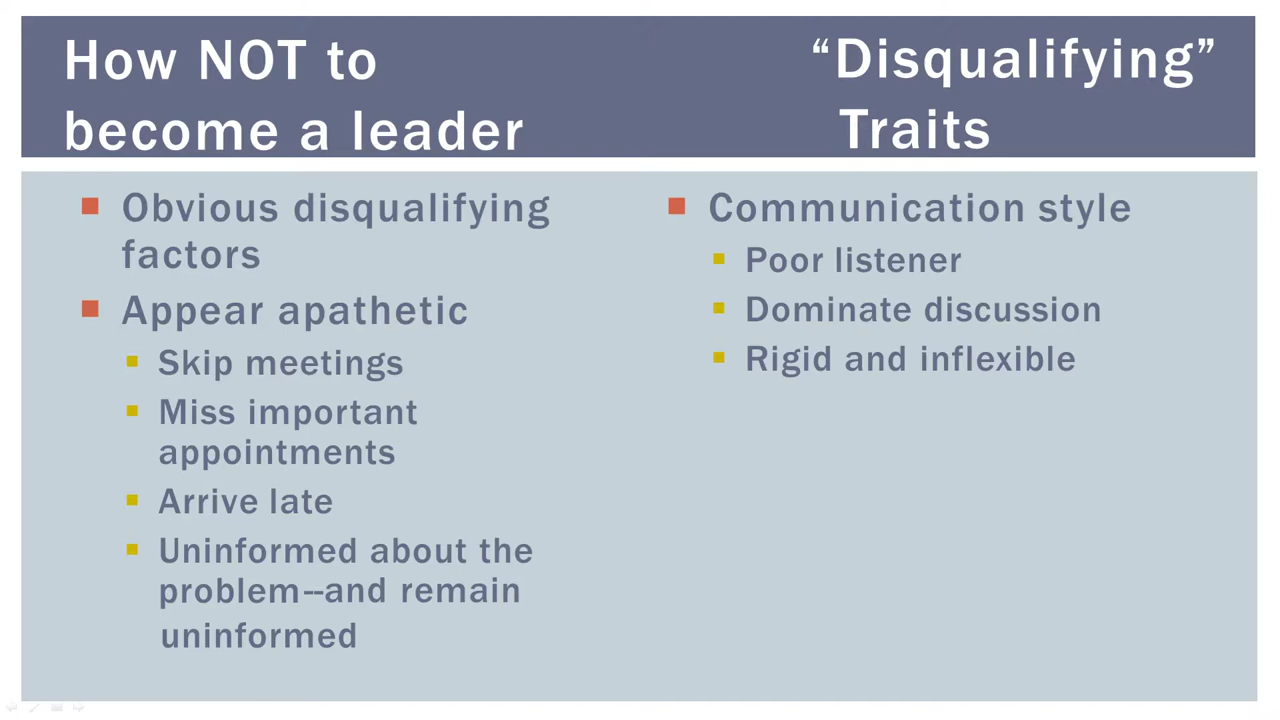 How NOT to
become a leader
“Disqualifying”
Traits
Obvious disqualifying
factors
Appear apathetic
Skip meetings
Miss important
appointments
Arrive late
Uninformed about the
problem--and remain
uninformed
Communication style
Poor listener
Dominate discussion
Rigid and inflexible